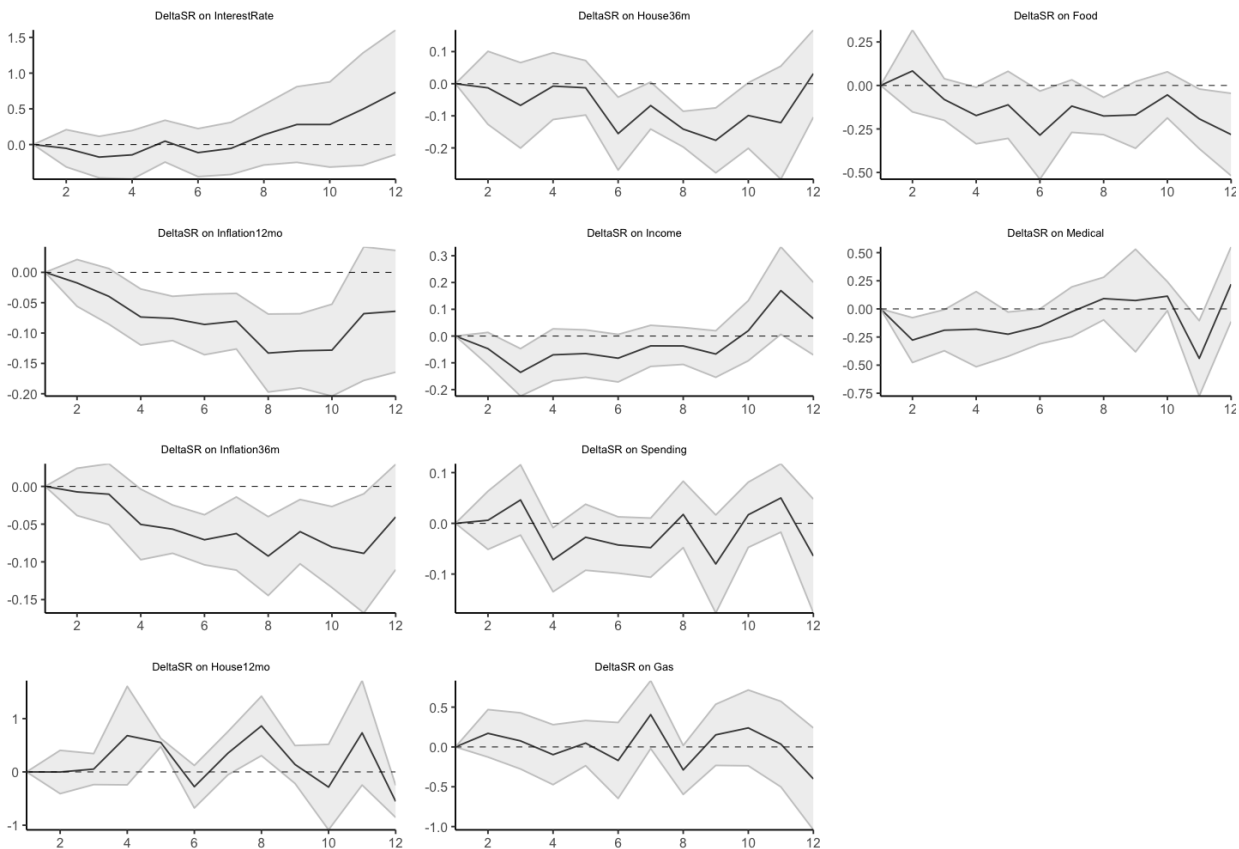 DeltaSR on InterestRate
1.5
1.0
0.5
0.0
2 4 6 8 10 12
DeltaSR on House36m
0.1
0.0
-0.1
-0.2
2 4 6 8 10 12
DeltaSR on Food
0.25
0.00
-0.25
-0.50
2 4 6 8 10 12
DeltaSR on Inflation12mo
0.00
-0.05
-0.10
-0.15
-0.20
2 4 6 8 10 12
DeltaSR on Income
0.3
0.2
0.1
0.0
-0.1
-0.2
2 4 6 8 10 12
DeltaSR on Medical
0.50
0.25
0.00
-0.25
-0.50
-0.75
2 4 6 8 10 12
DeltaSR on Inflation36m
0.00
-0.05
-0.10
-0.15
2 4 6 8 10 12
DeltaSR on Spending
0.1
0.0
-0.1
2 4 6 8 10 12
DeltaSR on House12mo
1
0
-1
2 4 6 8 10 12
DeltaSR on Gas
0.5
0.0
-0.5
-1.0
2 4 6 8 10 12